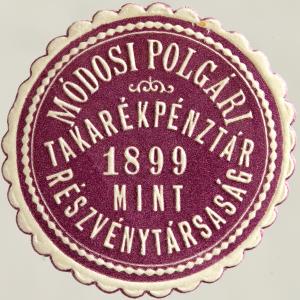 MÓDOSI POLGÁRI
TAKARÉKPÉNZTÁR
1899
MINT
RÉSZVÉNYTÁRSASÁG